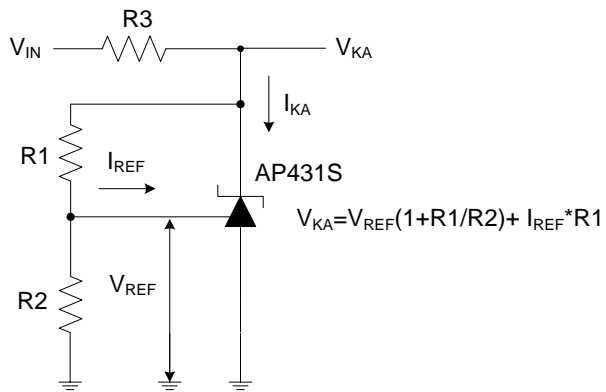 R3
V_IN
V_KA
I_KA
R1
I_REF
AP431S
V_KA=V_REF(1+R1/R2)+ I_REF*R1
R2
V_REF